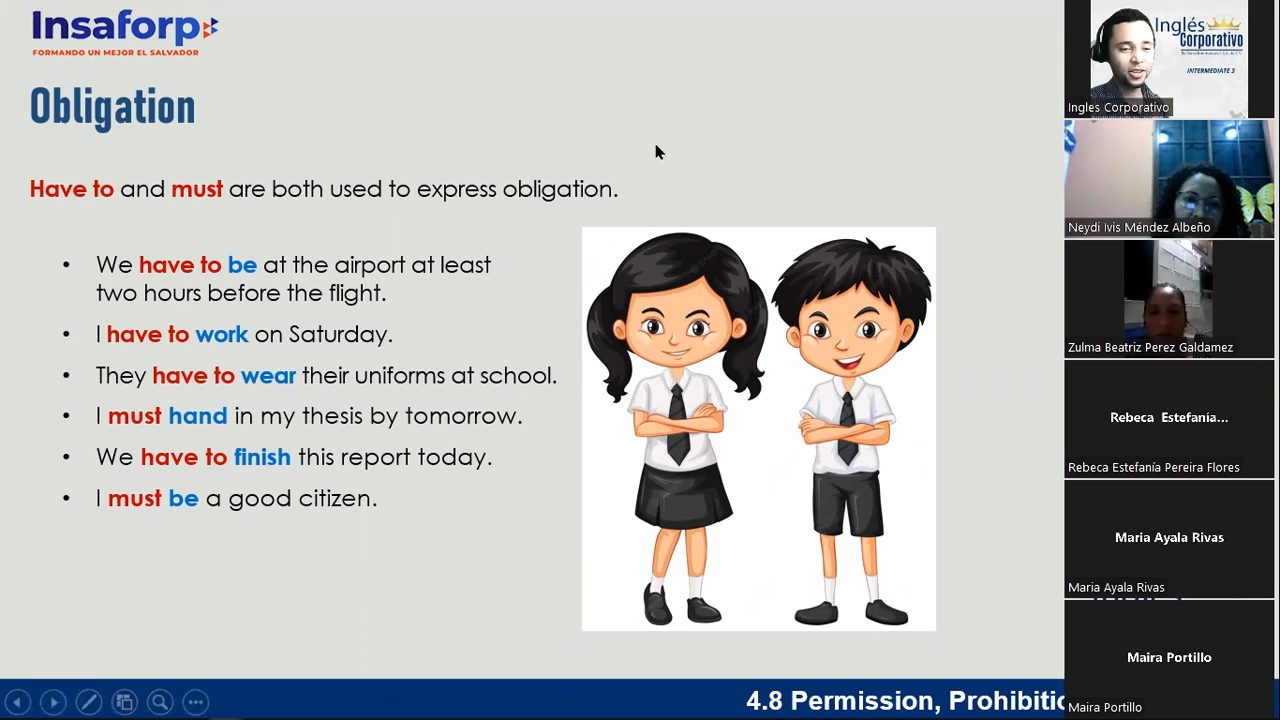 Insaforp
FORMANDO UN MEJOR EL SALVADOR
Obligation
Have to and must are both used to express obligation.
• We have to be at the airport at least
two hours before the flight.
• I have to work on Saturday.
• They have to wear their uniforms at school.
• I must hand in my thesis by tomorrow.
• We have to finish this report today.
• I must be a good citizen.
4.8 Permission, Prohibitio
Inglés
Corporativo
INTERMEDIATE 3
Ingles Corporativo
Neydi Ivis Méndez Albeño
Zulma Beatriz Perez Galdamez
Rebeca Estefanía...
Rebeca Estefanía Pereira Flores
Maria Ayala Rivas
Maria Ayala Rivas
Maira Portillo
Maira Portillo